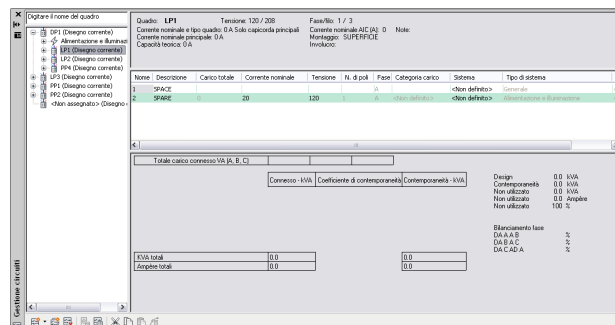 Digitare il nome del quadro
DP1 (Disegno corrente)
Alimentazione e illuminazi
LP1 (Disegno corrente)
LP2 (Disegno corrente)
PP4 (Disegno corrente)
LP3 (Disegno corrente)
PP1 (Disegno corrente)
PP2 (Disegno corrente)
<Non assegnato> (Disegno
Gestione circuiti
Quadro: LP1 Tensione: 120 / 208 Fase/filo: 1 / 3
Corrente nominale e tipo quadro: 0 A Solo capicorda principali Corrente nominale AIC (A): 0 Note:
Corrente nominale principale: 0 A Montaggio: SUPERFICIE
Capacità teorica: 0 A Involucro:
Nome Descrizione Carico totale Corrente nominale Tensione N. di poli Fase Categoria carico Sistema Tipo di sistema
1 SPACE A <Non definito> Generale
2 SPARE 0 20 120 1 A <Non definito> <Non definito> Alimentazione e illuminazione
Totale carico connesso VA (A, B, C)
Connesso - kVA Coefficiente di contemporaneità Contemporaneità - kVA
KVA totali 0.0 0.0
Ampère totali 0.0 0.0
Design 0.0 kVA
Contemporaneità 0.0 kVA
Non utilizzato 0.0 kVA
Non utilizzato 0.0 Ampère
Non utilizzato 100 %
Bilanciamento fase
DA A A B %
DA B A C %
DA C AD A %